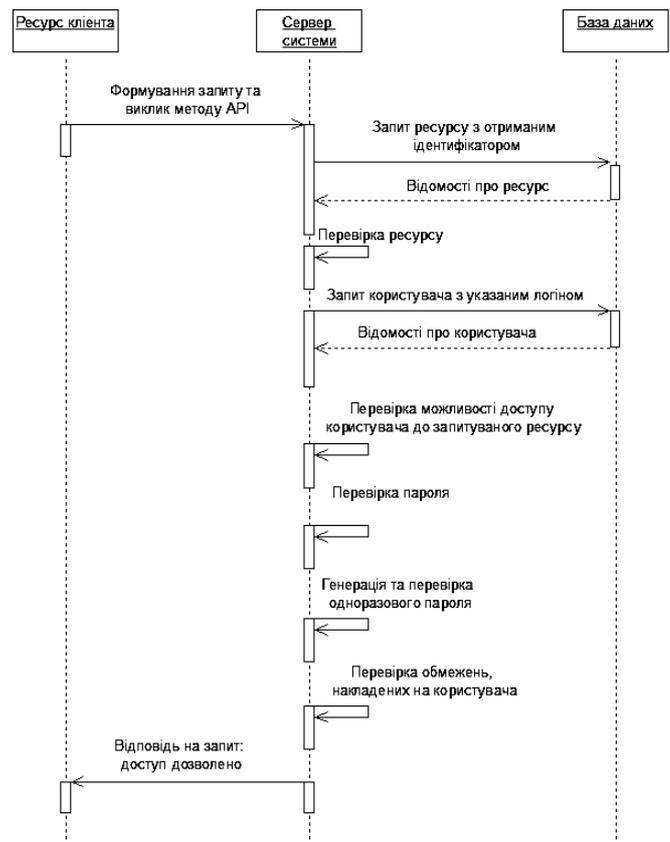 Ресурс клієнта
Сервер
системи
База даних
Формування запиту та
виклик методу API
Запит ресурсу з отриманим
ідентифікатором
Відомості про ресурс
Перевірка ресурсу
Запит користувача з указаним логіном
Відомості про користувача
Перевірка можливості доступу
користувача до запитуваного ресурсу
Перевірка пароля
Генерація та перевірка
одноразового пароля
Перевірка обмежень,
накладених на користувача
Відповідь на запит:
доступ дозволено